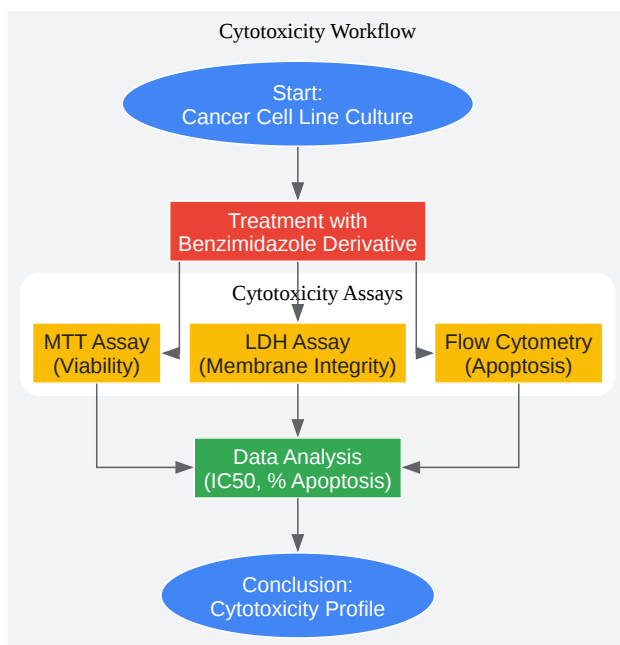 Cytotoxicity Workflow
Start:
Cancer Cell Line Culture
Treatment with
Benzimidazole Derivative
Cytotoxicity Assays
MTT Assay
(Viability)
LDH Assay
(Membrane Integrity)
Flow Cytometry
(Apoptosis)
Data Analysis
(IC50, % Apoptosis)
Conclusion:
Cytotoxicity Profile